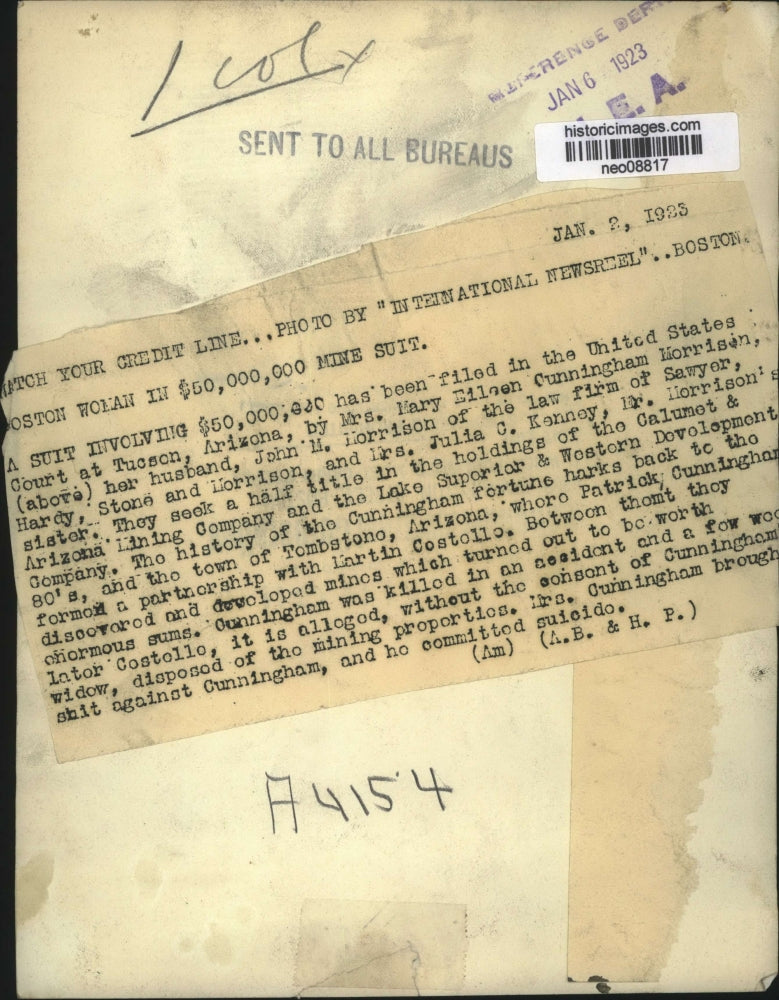 1 col x
REFERENCE DEPT
JAN 6 1923
N. E. A.
SENT TO ALL BUREAUS
historicimages.com
neo08817
JAN. 2, 1923
WATCH YOUR CREDIT LINE...PHOTO BY "INTERNATIONAL NEWSREEL"..BOSTON.
BOSTON WOMAN IN $50,000,000 MINE SUIT.
A SUIT INVOLVING $50,000,000 has been filed in the United States
Court at Tucson, Arizona, by Mrs. Mary Eileen Cunningham Morrison,
(above) her husband, John M. Morrison of the law firm of Sawyer,
Hardy, Stone and Morrison, and Mrs. Julia C. Kenney, Mr. Morrison's
sister. They seek a half title in the holdings of the Calumet &
Arizona Mining Company and the Lake Superior & Western Development
Company. The history of the Cunningham fortune harks back to the
80's, and the town of Tombstone, Arizona, where Patrick Cunningham
formed a partnership with Martin Costello. Between themt they
discovered and developed mines which turned out to be worth
enormous sums. Cunningham was killed in an accident and a few wee
later Costello, it is alleged, without the consent of Cunningham
widow, disposed of the mining properties. Mrs. Cunningham brough
shit against Cunningham, and he committed suicide.
(Am) (A.B. & H. P.)
A4154